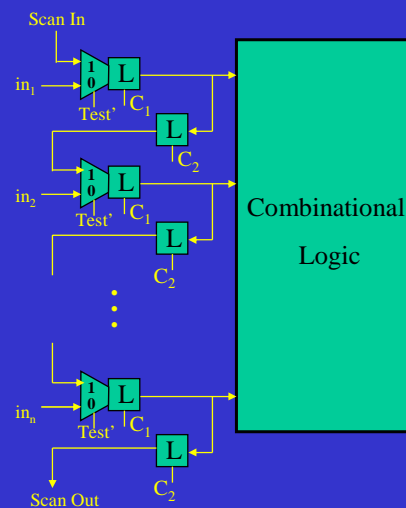 Scan In
1
0
L
in₁
Test'
C₁
L
C₂
1
0
L
in₂
Test'
C₁
L
C₂
Combinational
Logic
1
0
L
inₙ
Test'
C₁
L
C₂
Scan Out